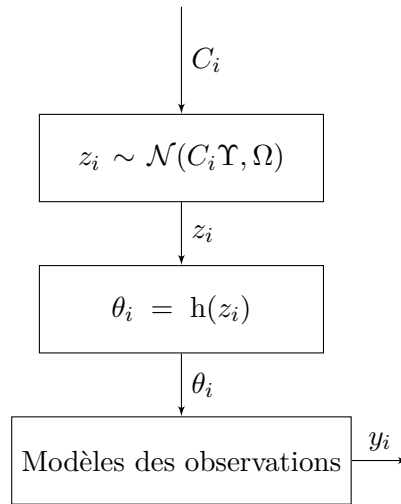 C_i
z_i ∼ 𝒩(C_iΥ, Ω)
z_i
θ_i = h(z_i)
θ_i
Modèles des observations
y_i